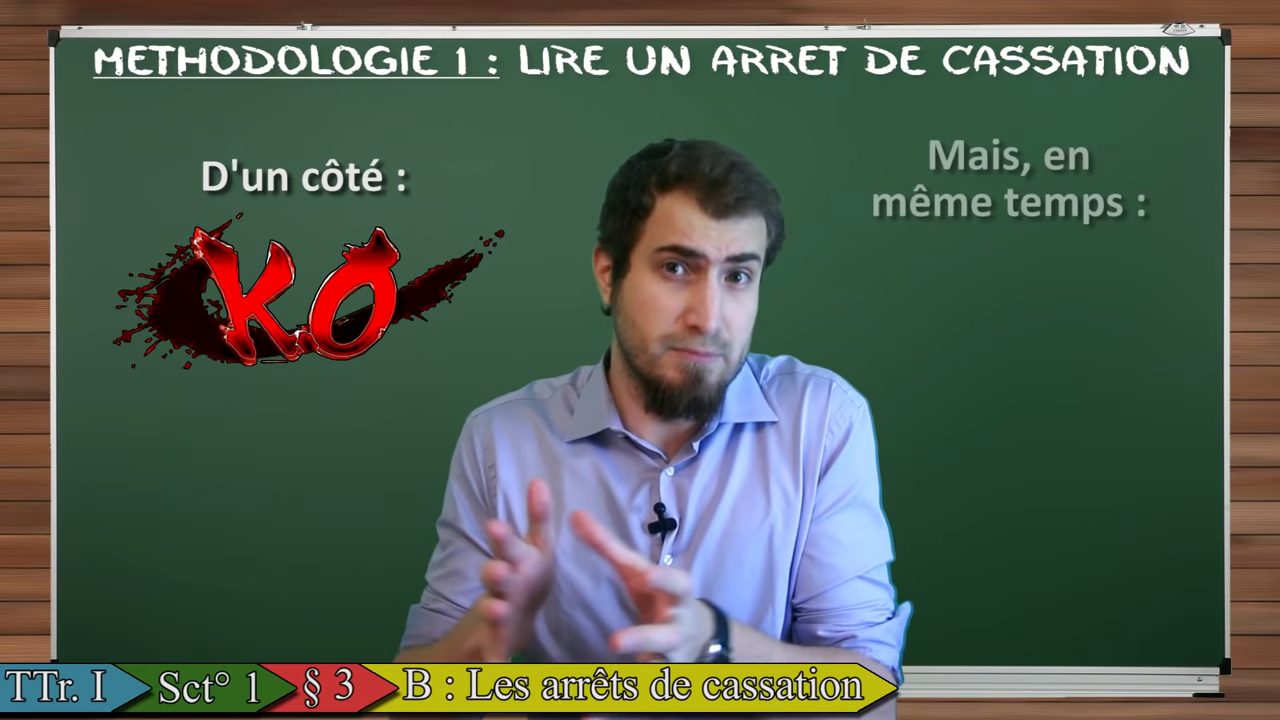 METHODOLOGIE 1 : LIRE UN ARRET DE CASSATION
D'un côté :
K.O
Mais, en
même temps :
TTr. I
Sct° 1
§ 3
B : Les arrêts de cassation